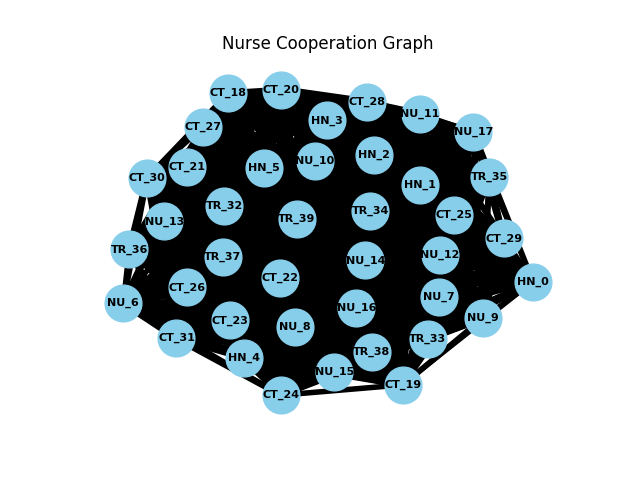 Nurse Cooperation Graph
CT_18
CT_20
CT_28
NU_11
HN_3
CT_27
NU_17
HN_2
NU_10
CT_21
HN_5
CT_30
TR_35
HN_1
TR_32
TR_34
CT_25
TR_39
NU_13
CT_29
TR_36
NU_12
TR_37
NU_14
CT_22
HN_0
CT_26
NU_7
NU_6
NU_16
NU_9
CT_23
NU_8
CT_31
TR_33
TR_38
HN_4
NU_15
CT_19
CT_24